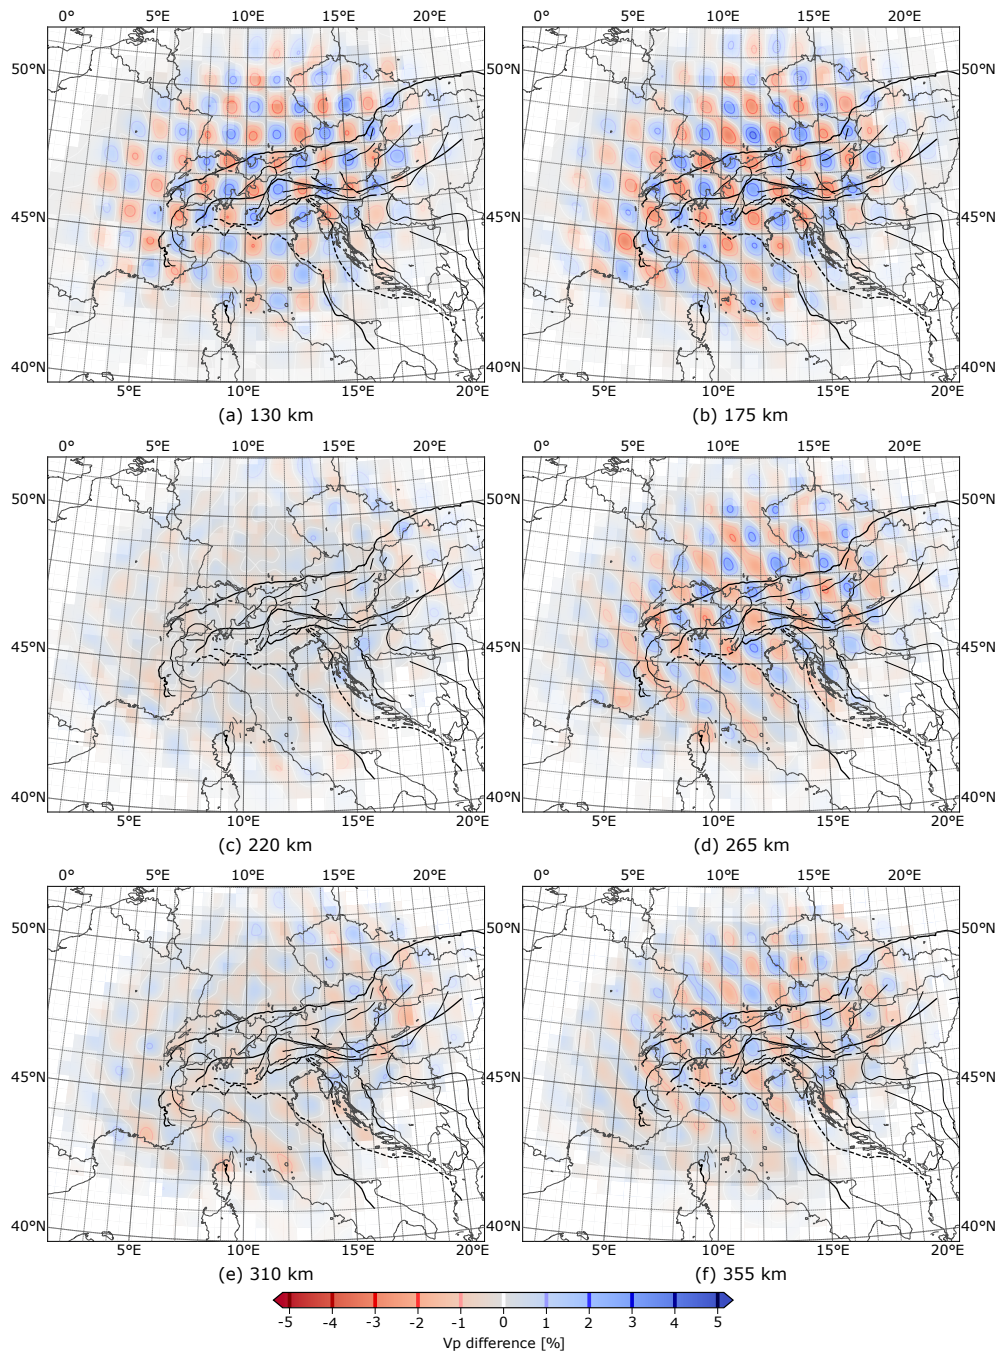 0° 5°E 10°E 15°E 20°E 0° 5°E 10°E 15°E 20°E
50°N 50°N 50°N
45°N 45°N 45°N
40°N 40°N 40°N
5°E 10°E 15°E 20°E 5°E 10°E 15°E 20°E
(a) 130 km (b) 175 km
0° 5°E 10°E 15°E 20°E 0° 5°E 10°E 15°E 20°E
50°N 50°N 50°N
45°N 45°N 45°N
40°N 40°N 40°N
5°E 10°E 15°E 20°E 5°E 10°E 15°E 20°E
(c) 220 km (d) 265 km
0° 5°E 10°E 15°E 20°E 0° 5°E 10°E 15°E 20°E
50°N 50°N 50°N
45°N 45°N 45°N
40°N 40°N 40°N
5°E 10°E 15°E 20°E 5°E 10°E 15°E 20°E
(e) 310 km (f) 355 km
-5 -4 -3 -2 -1 0 1 2 3 4 5
Vp difference [%]